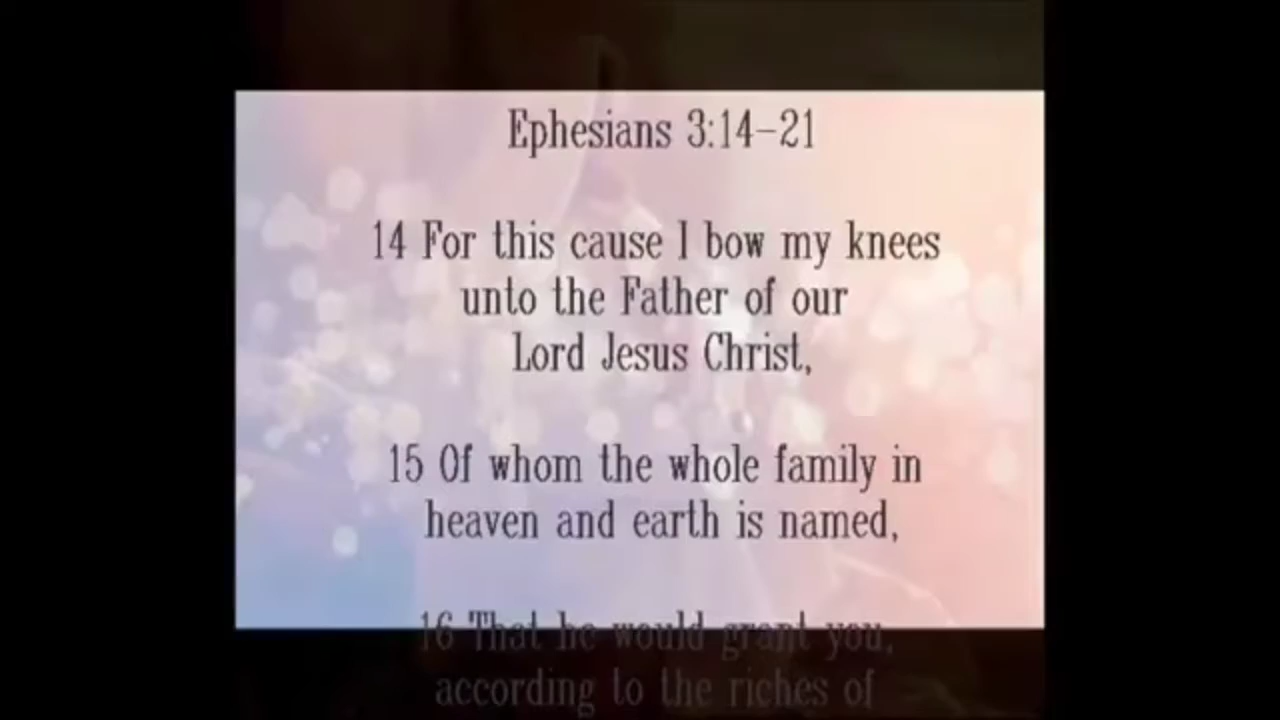 Ephesians 3:14-21
14 For this cause I bow my knees
unto the Father of our
Lord Jesus Christ,
15 Of whom the whole family in
heaven and earth is named,
16 That he would grant you,
according to the riches of